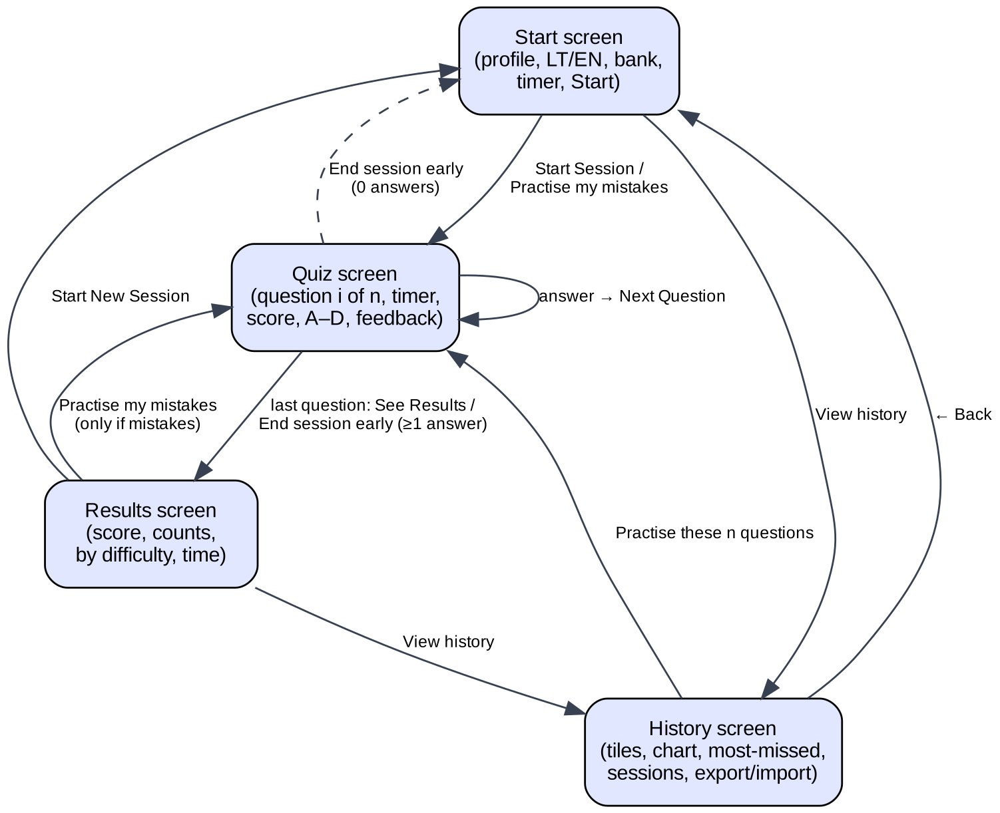 Start screen
(profile, LT/EN, bank,
timer, Start)
End session early
(0 answers)
Start Session /
Practise my mistakes
Quiz screen
(question i of n, timer,
score, A–D, feedback)
Start New Session
answer → Next Question
Practise my mistakes
(only if mistakes)
last question: See Results /
End session early (≥1 answer)
View history
← Back
Results screen
(score, counts,
by difficulty, time)
Practise these n questions
View history
History screen
(tiles, chart, most-missed,
sessions, export/import)